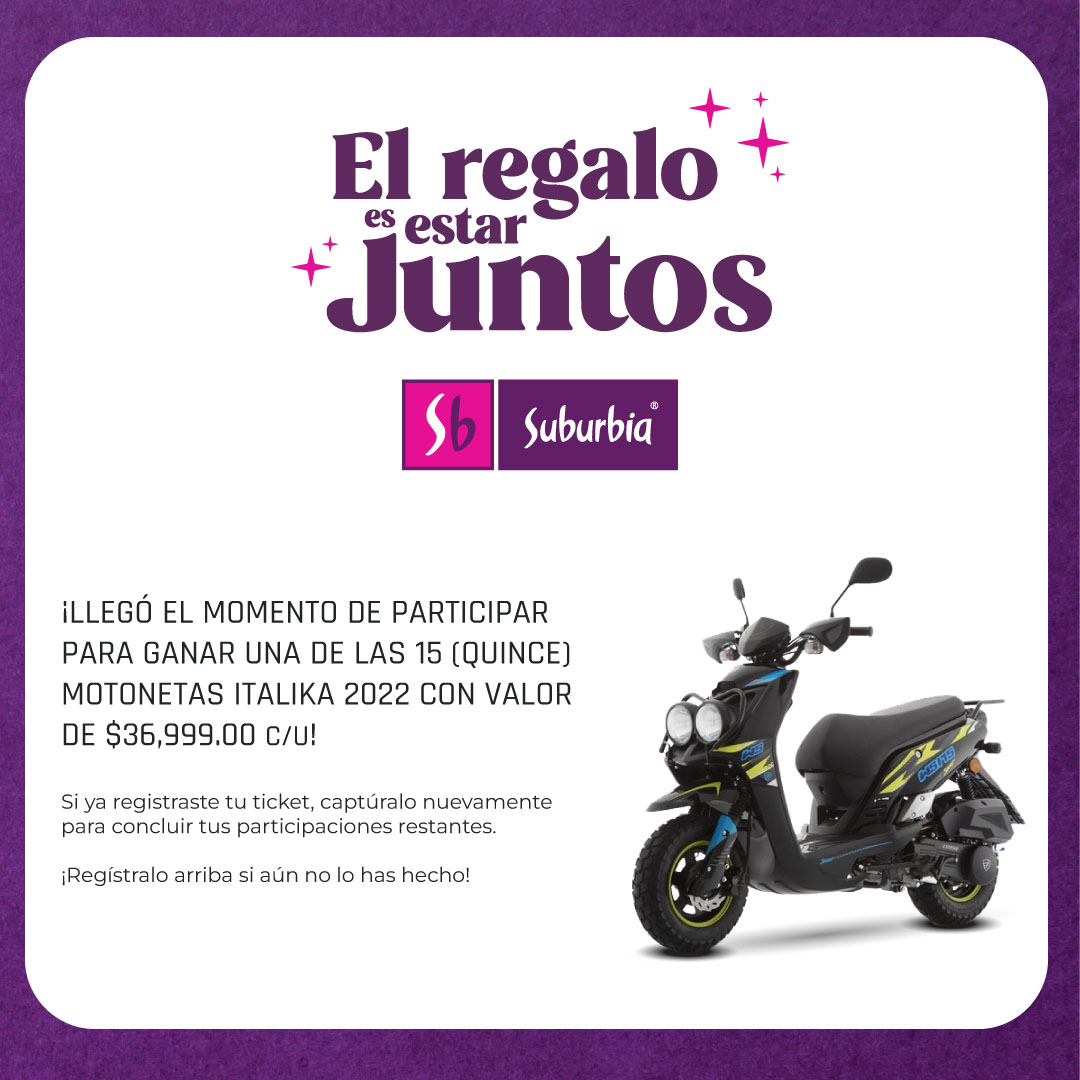 El regalo
es estar
Juntos
Sb Suburbia®
¡LLEGÓ EL MOMENTO DE PARTICIPAR
PARA GANAR UNA DE LAS 15 (QUINCE)
MOTONETAS ITALIKA 2022 CON VALOR
DE $36,999.00 C/U!
Si ya registraste tu ticket, captúralo nuevamente
para concluir tus participaciones restantes.
¡Regístralo arriba si aún no lo has hecho!
WS